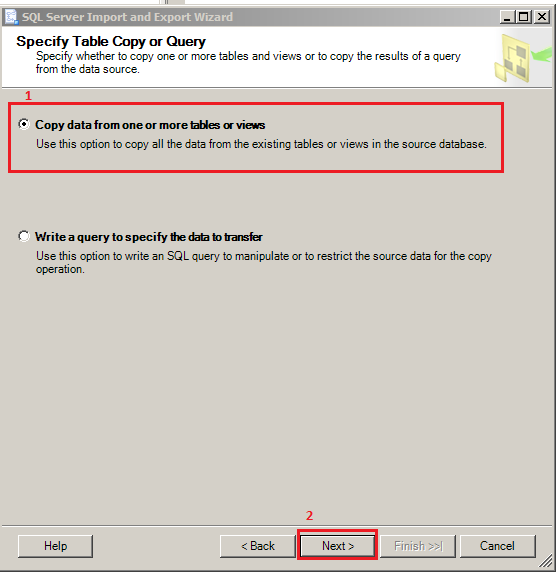 SQL Server Import and Export Wizard
Specify Table Copy or Query
Specify whether to copy one or more tables and views or to copy the results of a query
from the data source.
1
Copy data from one or more tables or views
Use this option to copy all the data from the existing tables or views in the source database.
Write a query to specify the data to transfer
Use this option to write an SQL query to manipulate or to restrict the source data for the copy
operation.
2
Help
< Back
Next >
Finish >>|
Cancel